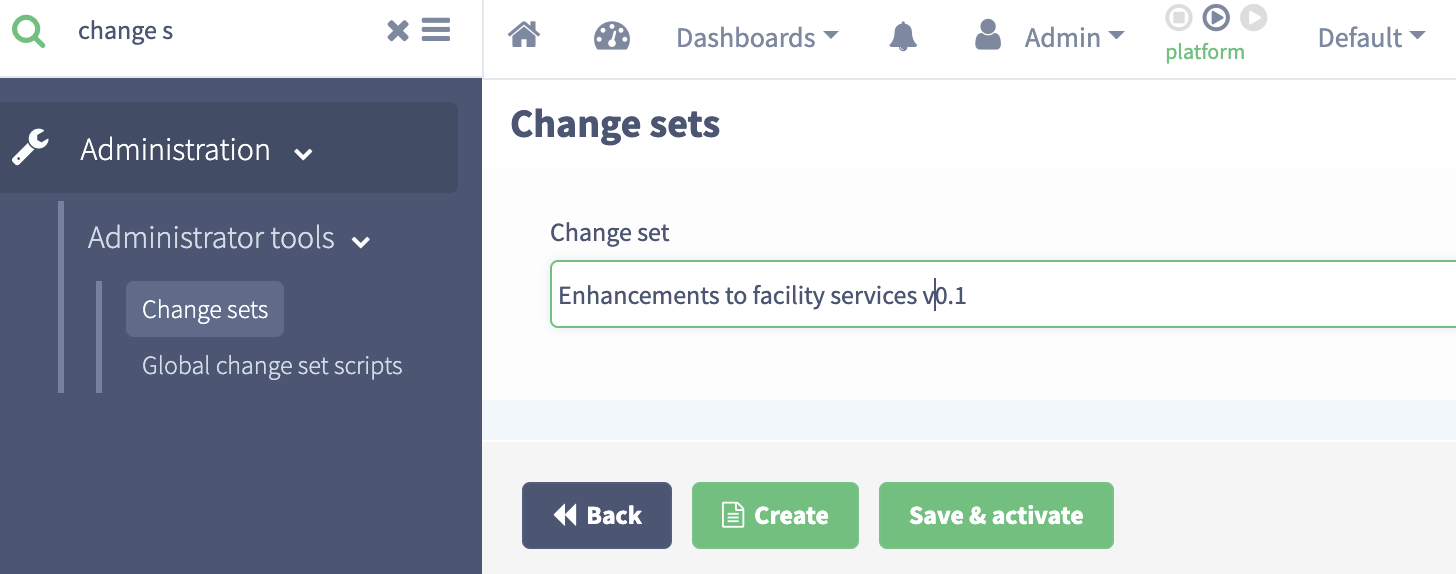 change s
Dashboards
Admin
platform
Default
Administration
Administrator tools
Change sets
Global change set scripts
Change sets
Change set
Enhancements to facility services v0.1
Back
Create
Save & activate